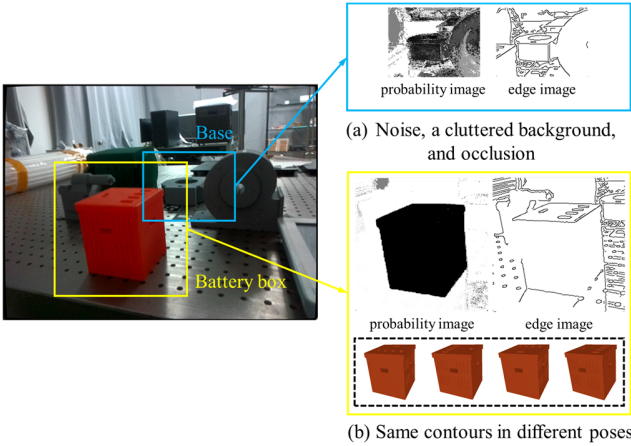 probability image
edge image
(a) Noise, a cluttered background,
and occlusion
Base
Battery box
probability image
edge image
(b) Same contours in different poses